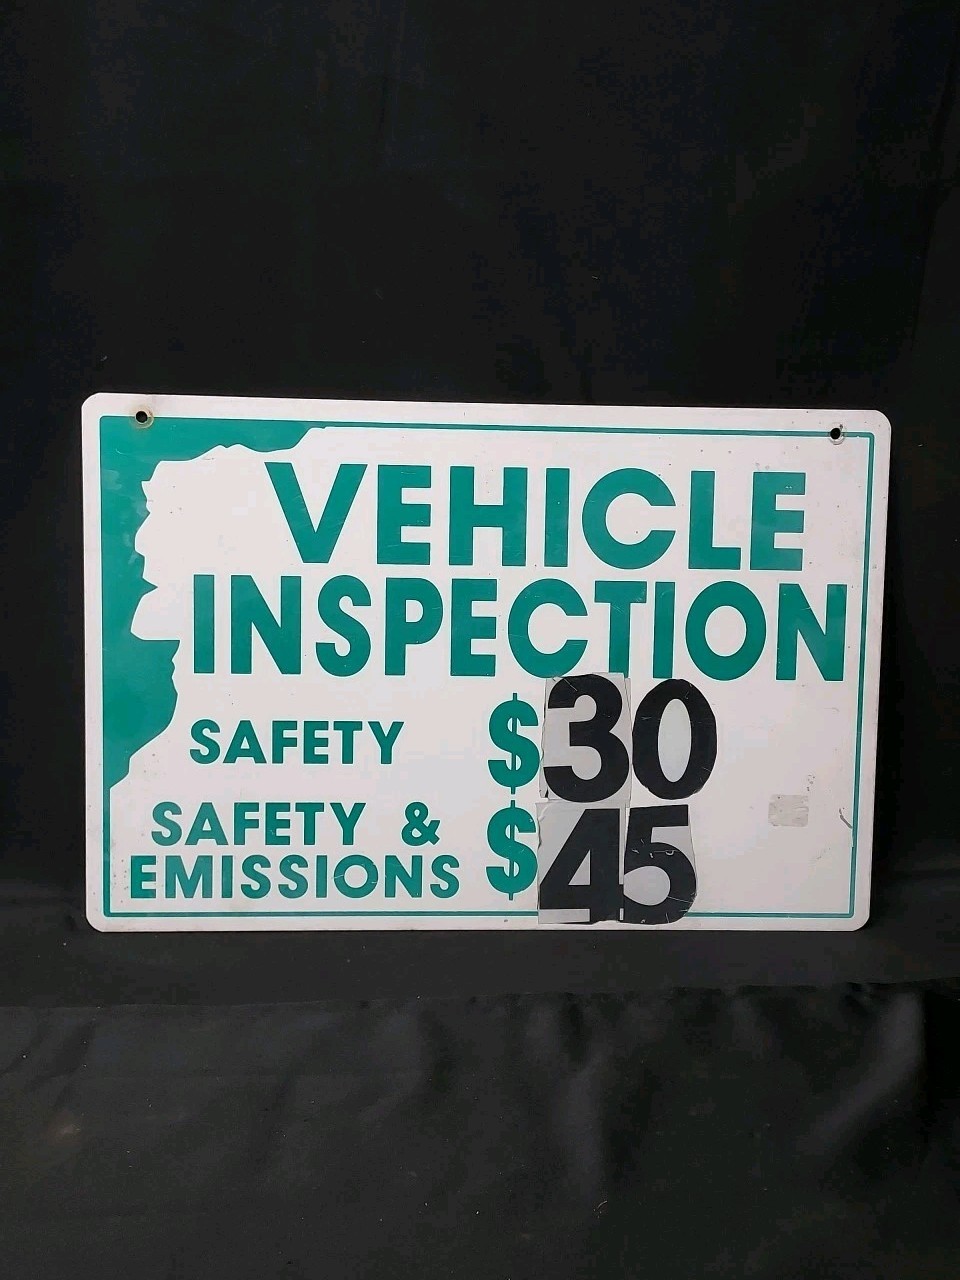 VEHICLE
INSPECTION
SAFETY $30
SAFETY &
EMISSIONS $45